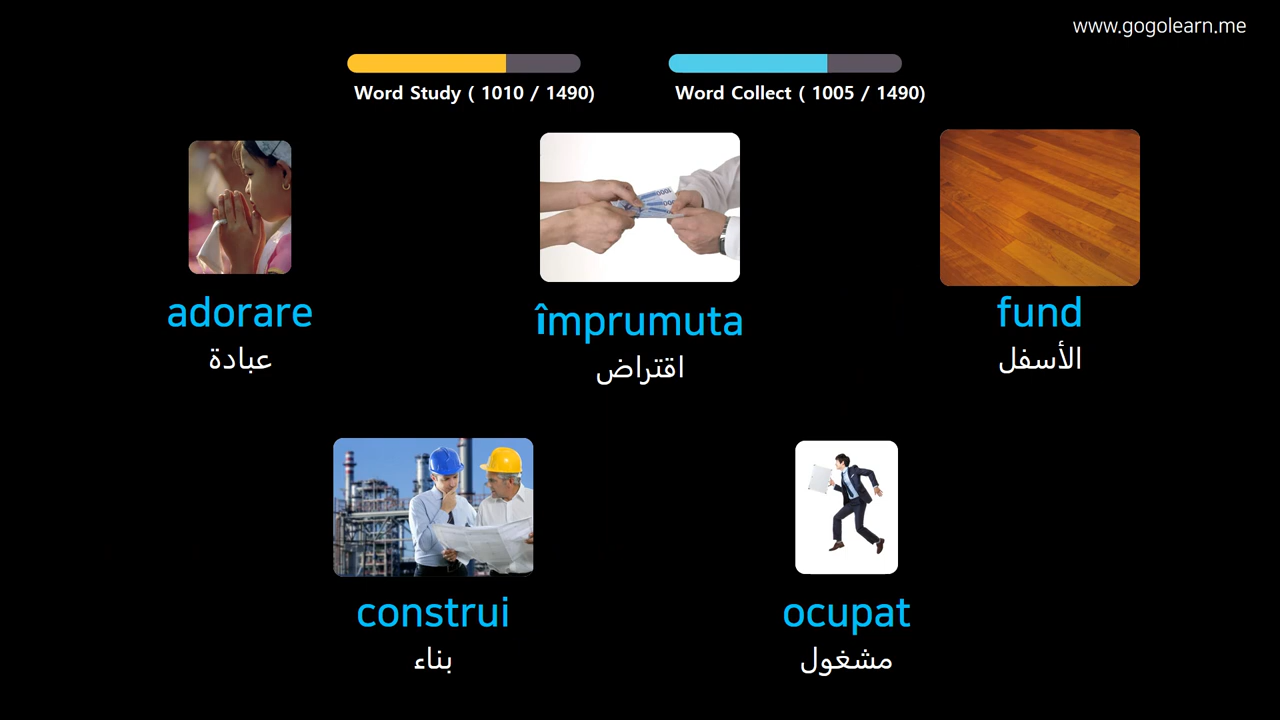 www.gogolearn.me
Word Study ( 1010 / 1490)
Word Collect ( 1005 / 1490)
adorare
عبادة
împrumuta
اقتراض
fund
الأسفل
construi
بناء
ocupat
مشغول